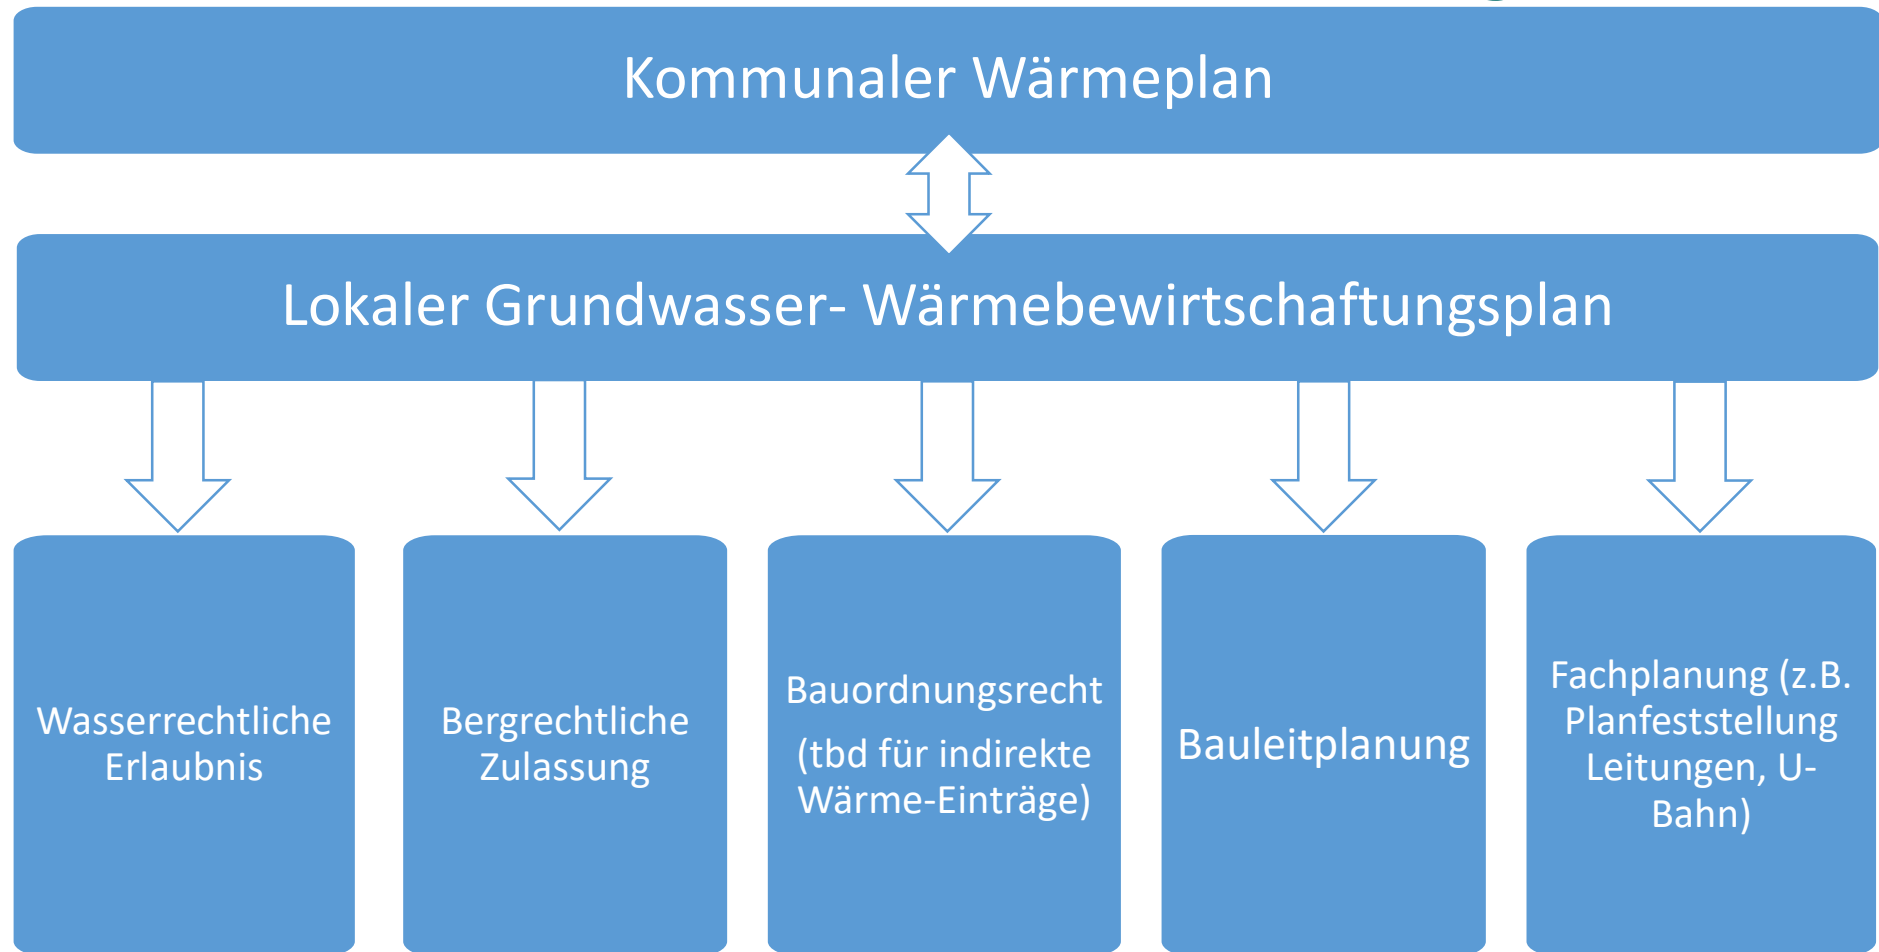 Kommunaler Wärmeplan
Lokaler Grundwasser- Wärmebewirtschaftungsplan
Wasserrechtliche
Erlaubnis
Bergrechtliche
Zulassung
Bauordnungsrecht
(tbd für indirekte
Wärme-Einträge)
Bauleitplanung
Fachplanung (z.B.
Planfeststellung
Leitungen, U-
Bahn)